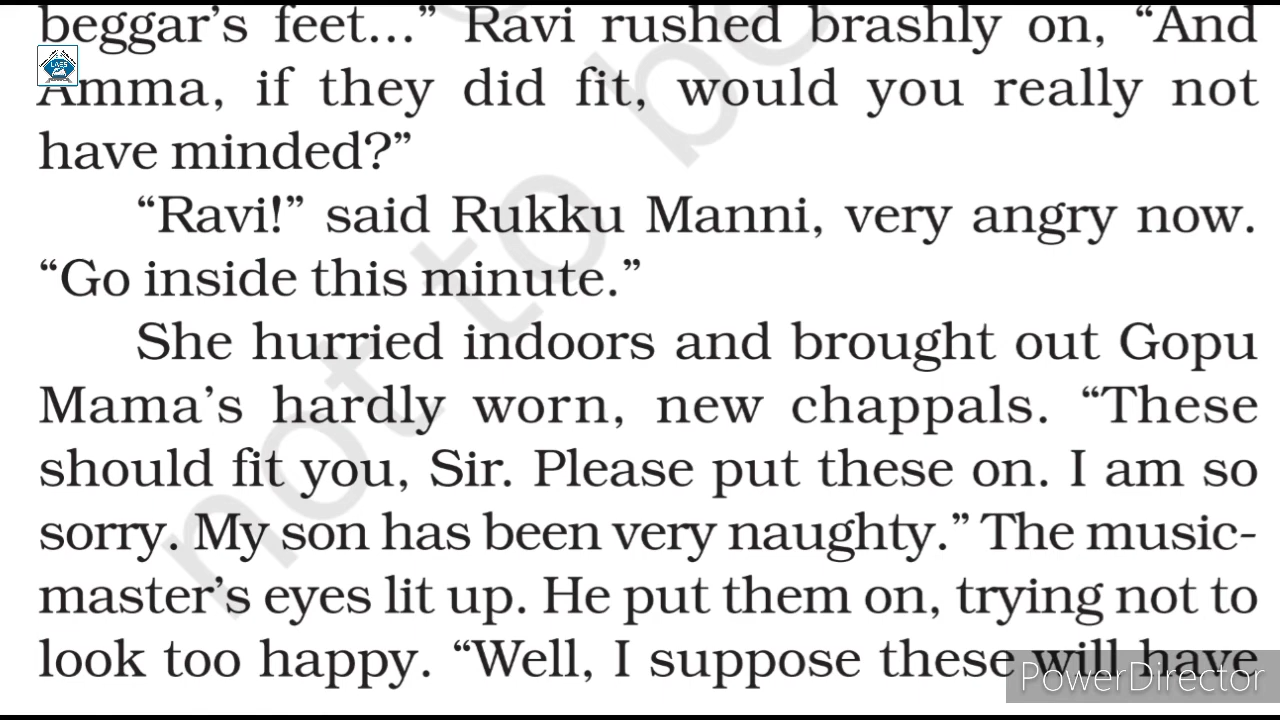 beggar’s feet...” Ravi rushed brashly on, “And
Amma, if they did fit, would you really not
have minded?”
“Ravi!” said Rukku Manni, very angry now.
“Go inside this minute.”
She hurried indoors and brought out Gopu
Mama’s hardly worn, new chappals. “These
should fit you, Sir. Please put these on. I am so
sorry. My son has been very naughty.” The music-
master’s eyes lit up. He put them on, trying not to
look too happy. “Well, I suppose these will have
PowerDirector
not to be